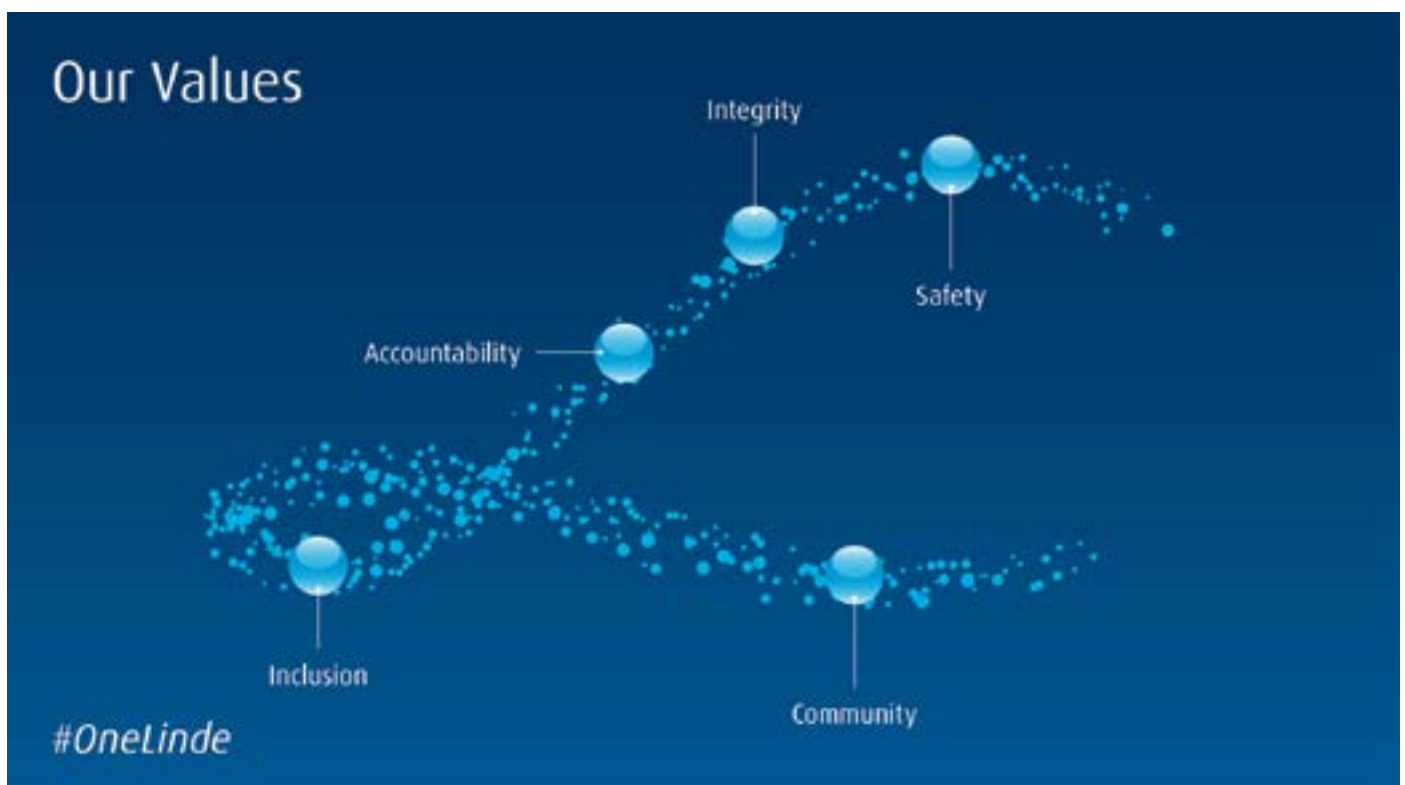 Our Values
Integrity
Safety
Accountability
Inclusion
Community
#OneLinde